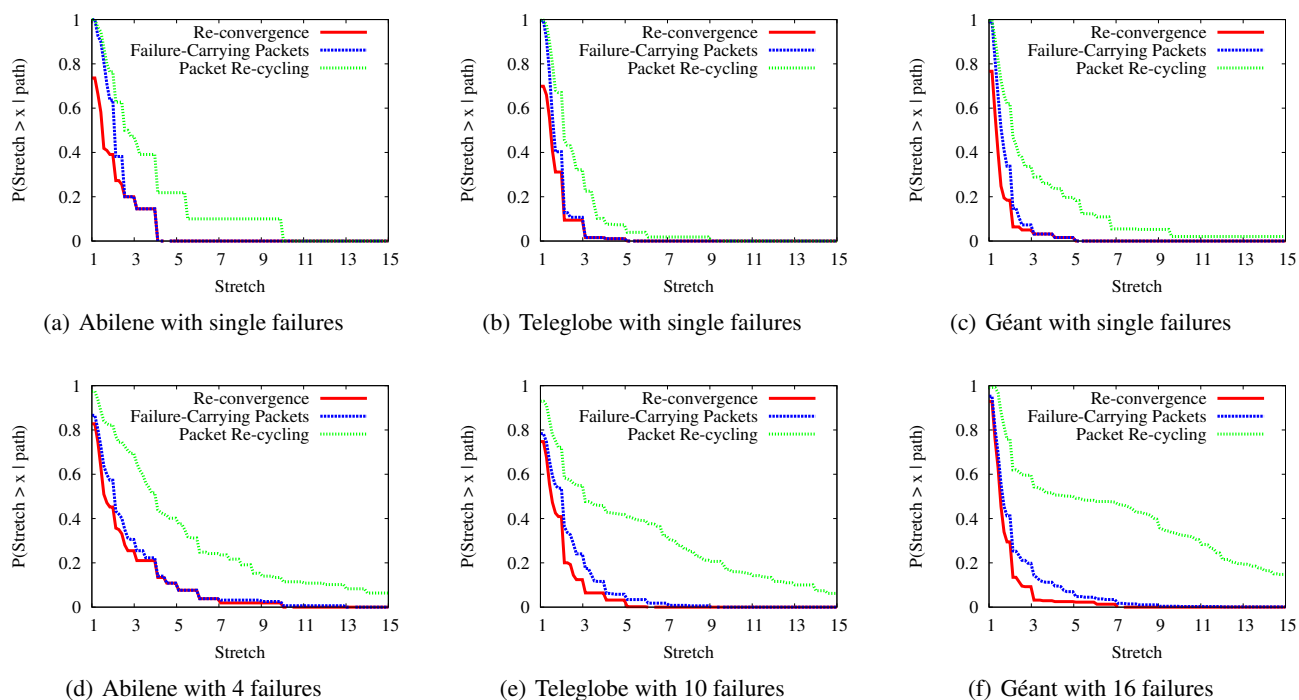 P(Stretch > x | path)
1
0.8
0.6
0.4
0.2
0
Re-convergence
Failure-Carrying Packets
Packet Re-cycling
1 3 5 7 9 11 13 15
Stretch
(a) Abilene with single failures
P(Stretch > x | path)
1
0.8
0.6
0.4
0.2
0
Re-convergence
Failure-Carrying Packets
Packet Re-cycling
1 3 5 7 9 11 13 15
Stretch
(b) Teleglobe with single failures
P(Stretch > x | path)
1
0.8
0.6
0.4
0.2
0
Re-convergence
Failure-Carrying Packets
Packet Re-cycling
1 3 5 7 9 11 13 15
Stretch
(c) Géant with single failures
P(Stretch > x | path)
1
0.8
0.6
0.4
0.2
0
Re-convergence
Failure-Carrying Packets
Packet Re-cycling
1 3 5 7 9 11 13 15
Stretch
(d) Abilene with 4 failures
P(Stretch > x | path)
1
0.8
0.6
0.4
0.2
0
Re-convergence
Failure-Carrying Packets
Packet Re-cycling
1 3 5 7 9 11 13 15
Stretch
(e) Teleglobe with 10 failures
P(Stretch > x | path)
1
0.8
0.6
0.4
0.2
0
Re-convergence
Failure-Carrying Packets
Packet Re-cycling
1 3 5 7 9 11 13 15
Stretch
(f) Géant with 16 failures